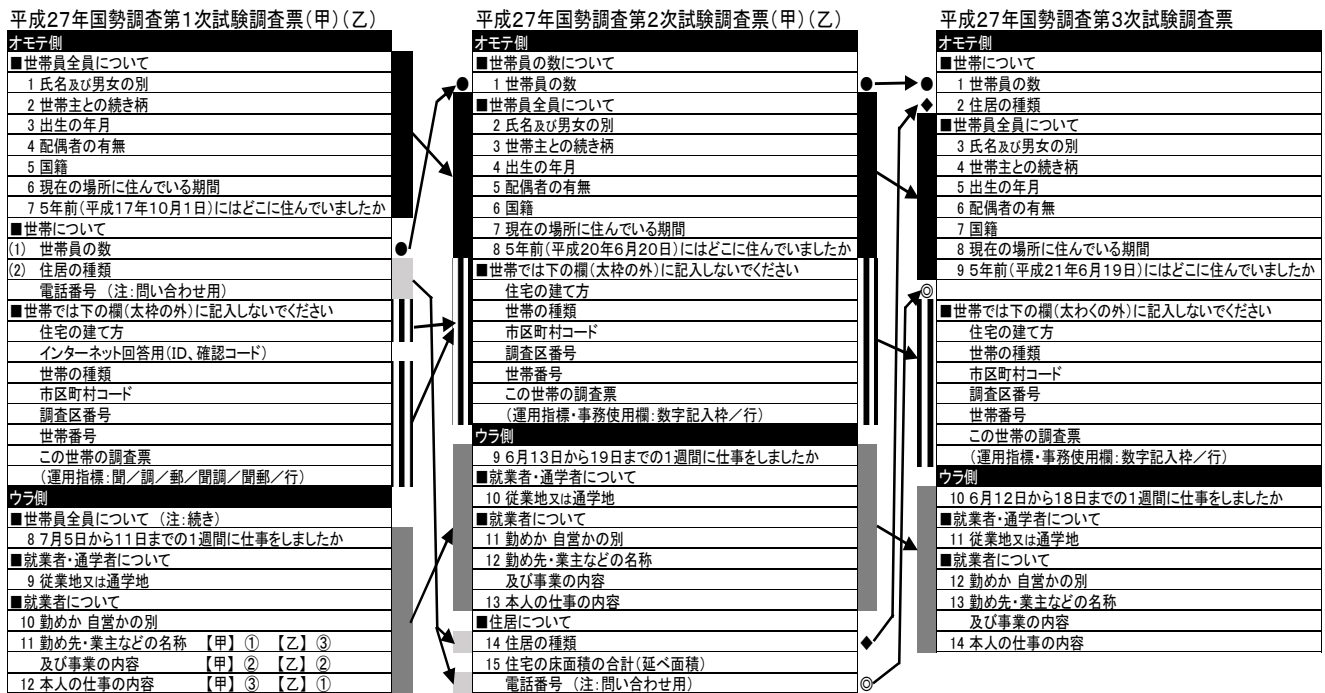 平成27年国勢調査第1次試験調査票(甲)(乙)
オモテ側
■世帯員全員について
1 氏名及び男女の別
2 世帯主との続き柄
3 出生の年月
4 配偶者の有無
5 国籍
6 現在の場所に住んでいる期間
7 5年前(平成17年10月1日)にはどこに住んでいましたか
■世帯について
(1) 世帯員の数
(2) 住居の種類
電話番号 (注:問い合わせ用)
■世帯では下の欄(太枠の外)に記入しないでください
住宅の建て方
インターネット回答用(ID、確認コード)
世帯の種類
市区町村コード
調査区番号
世帯番号
この世帯の調査票
(運用指標:聞/調/郵/聞調/聞郵/行)
ウラ側
■世帯員全員について (注:続き)
8 7月5日から11日までの1週間に仕事をしましたか
■就業者・通学者について
9 従業地又は通学地
■就業者について
10 勤めか 自営かの別
11 勤め先・業主などの名称 【甲】 ① 【乙】 ③
及び事業の内容 【甲】 ② 【乙】 ②
12 本人の仕事の内容 【甲】 ③ 【乙】 ①
平成27年国勢調査第2次試験調査票(甲)(乙)
オモテ側
■世帯員の数について
1 世帯員の数
■世帯員全員について
2 氏名及び男女の別
3 世帯主との続き柄
4 出生の年月
5 配偶者の有無
6 国籍
7 現在の場所に住んでいる期間
8 5年前(平成20年6月20日)にはどこに住んでいましたか
■世帯では下の欄(太枠の外)に記入しないでください
住宅の建て方
世帯の種類
市区町村コード
調査区番号
世帯番号
この世帯の調査票
(運用指標・事務使用欄:数字記入枠/行)
ウラ側
9 6月13日から19日までの1週間に仕事をしましたか
■就業者・通学者について
10 従業地又は通学地
■就業者について
11 勤めか 自営かの別
12 勤め先・業主などの名称
及び事業の内容
13 本人の仕事の内容
■住居について
14 住居の種類
15 住宅の床面積の合計(延べ面積)
電話番号 (注:問い合わせ用)
平成27年国勢調査第3次試験調査票
オモテ側
■世帯について
1 世帯員の数
2 住居の種類
■世帯員全員について
3 氏名及び男女の別
4 世帯主との続き柄
5 出生の年月
6 配偶者の有無
7 国籍
8 現在の場所に住んでいる期間
9 5年前(平成21年6月19日)にはどこに住んでいましたか
■世帯では下の欄(太わくの外)に記入しないでください
住宅の建て方
世帯の種類
市区町村コード
調査区番号
世帯番号
この世帯の調査票
(運用指標・事務使用欄:数字記入枠/行)
ウラ側
10 6月12日から18日までの1週間に仕事をしましたか
■就業者・通学者について
11 従業地又は通学地
■就業者について
12 勤めか 自営かの別
13 勤め先・業主などの名称
及び事業の内容
14 本人の仕事の内容